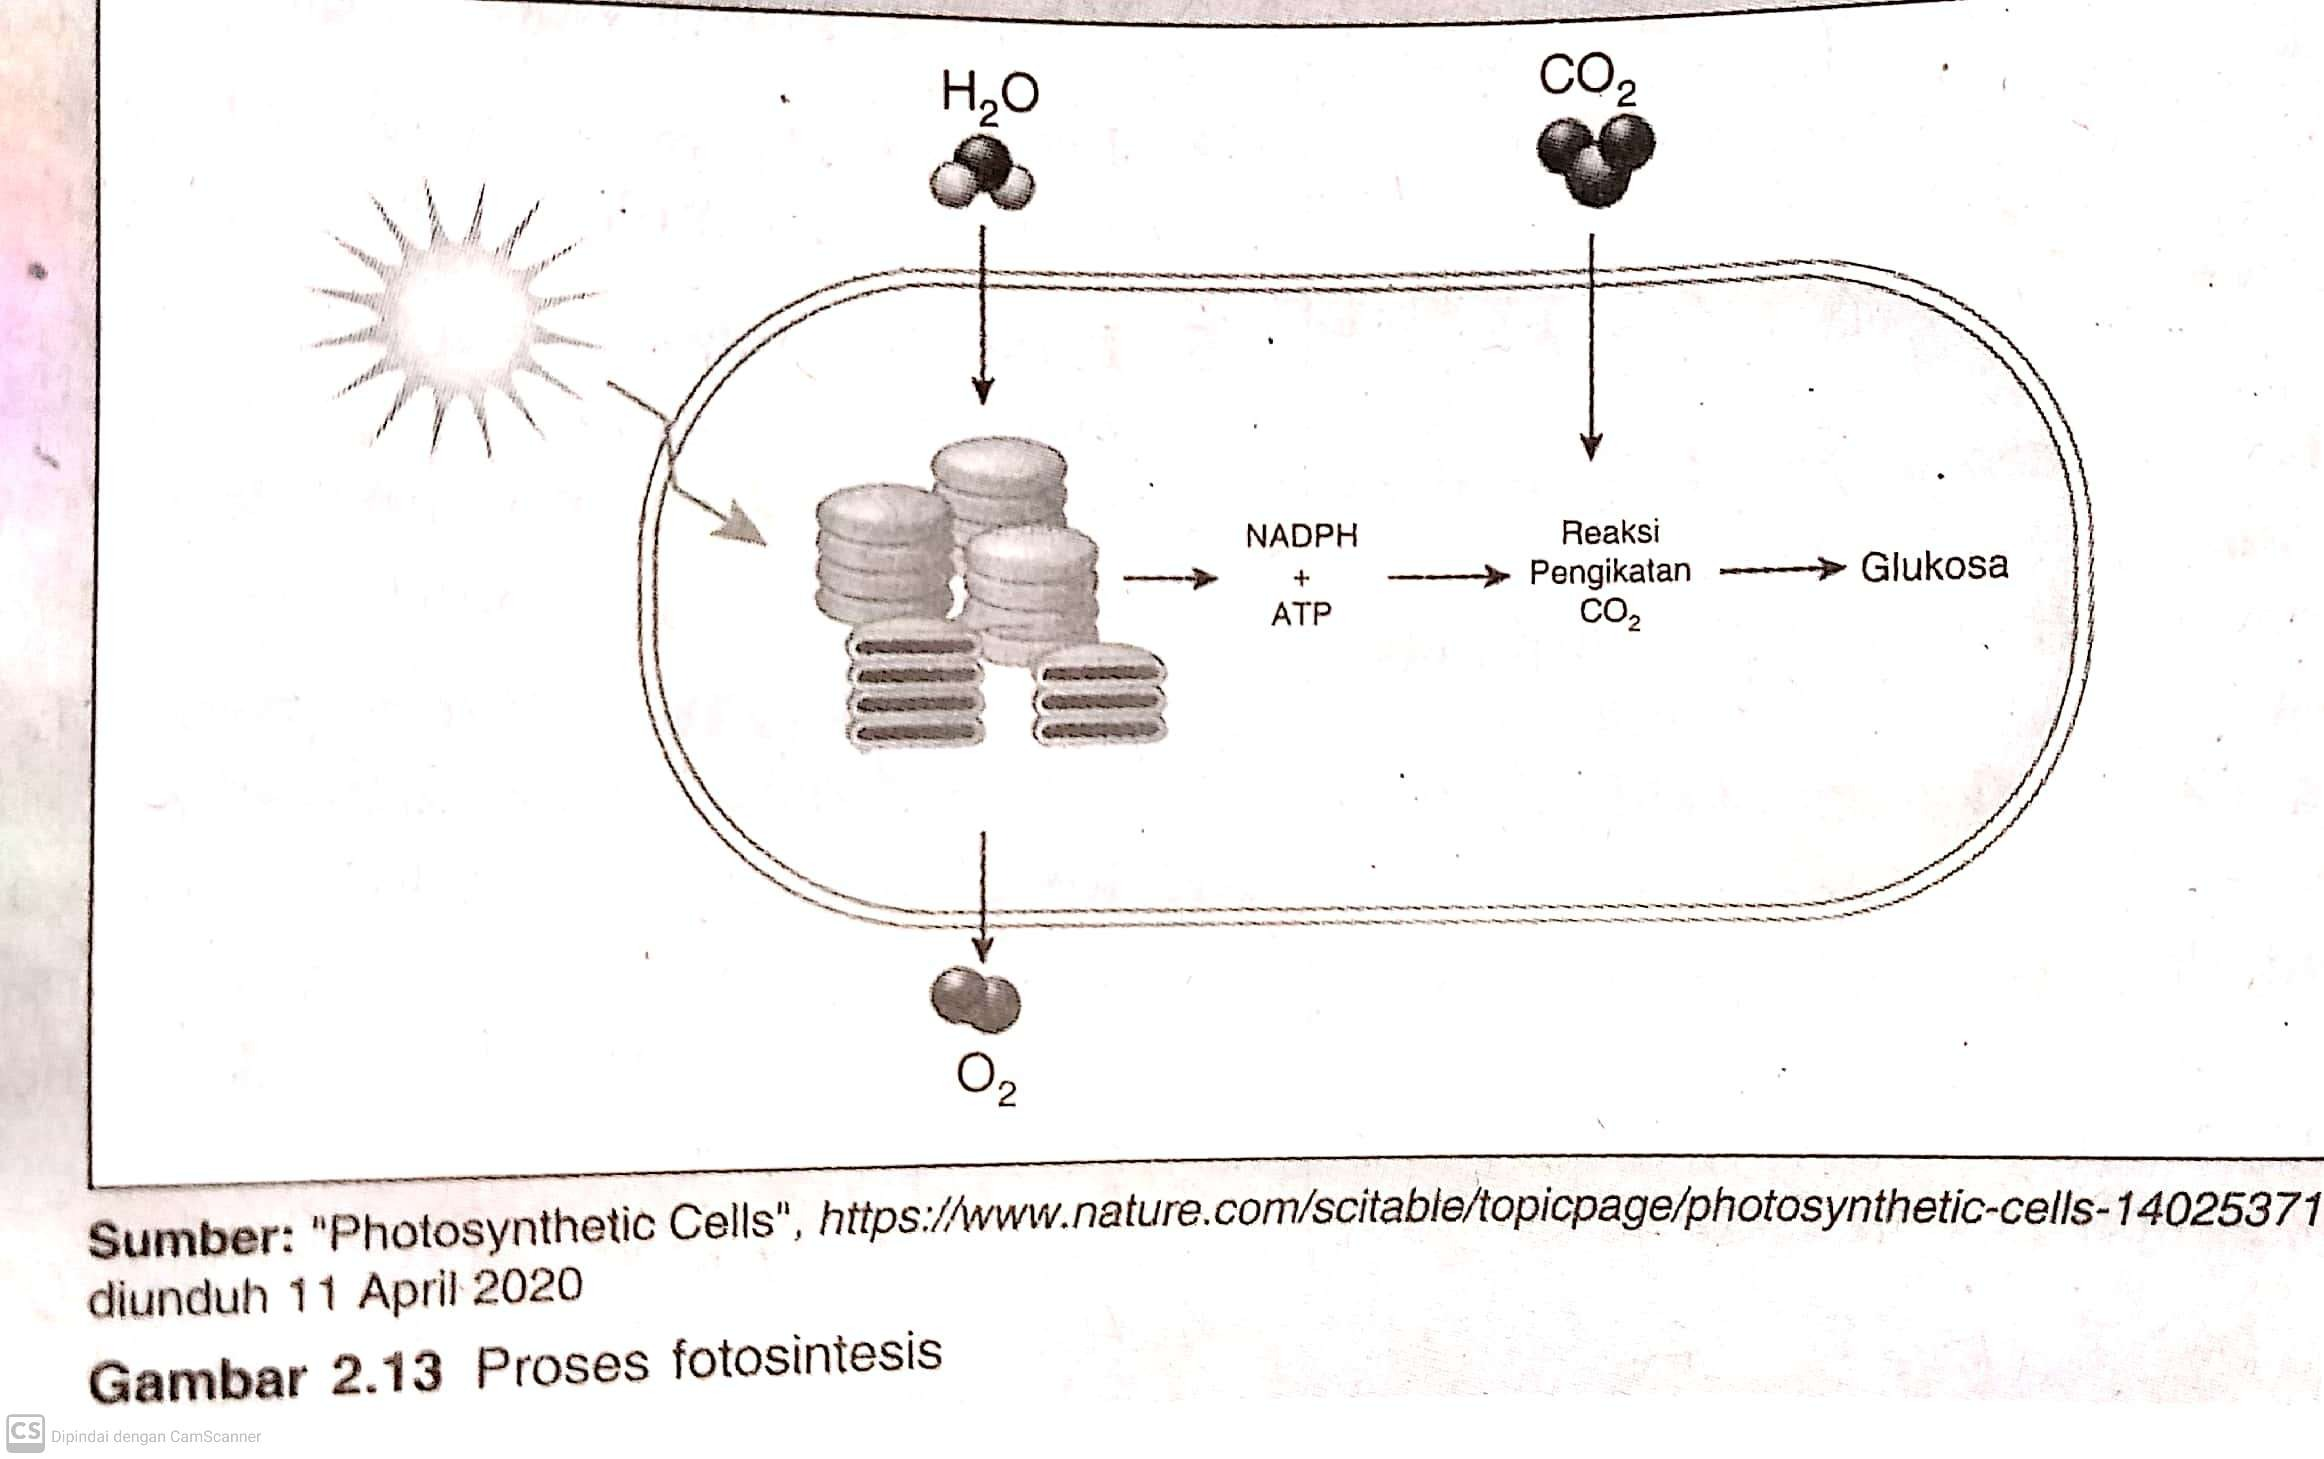 H₂O
CO₂
NADPH
+
ATP
Reaksi
Pengikatan
CO₂
Glukosa
O₂
Sumber: "Photosynthetic Cells", https://www.nature.com/scitable/topicpage/photosynthetic-cells-14025371
diunduh 11 April 2020
Gambar 2.13 Proses fotosintesis
CS Dipindai dengan CamScanner